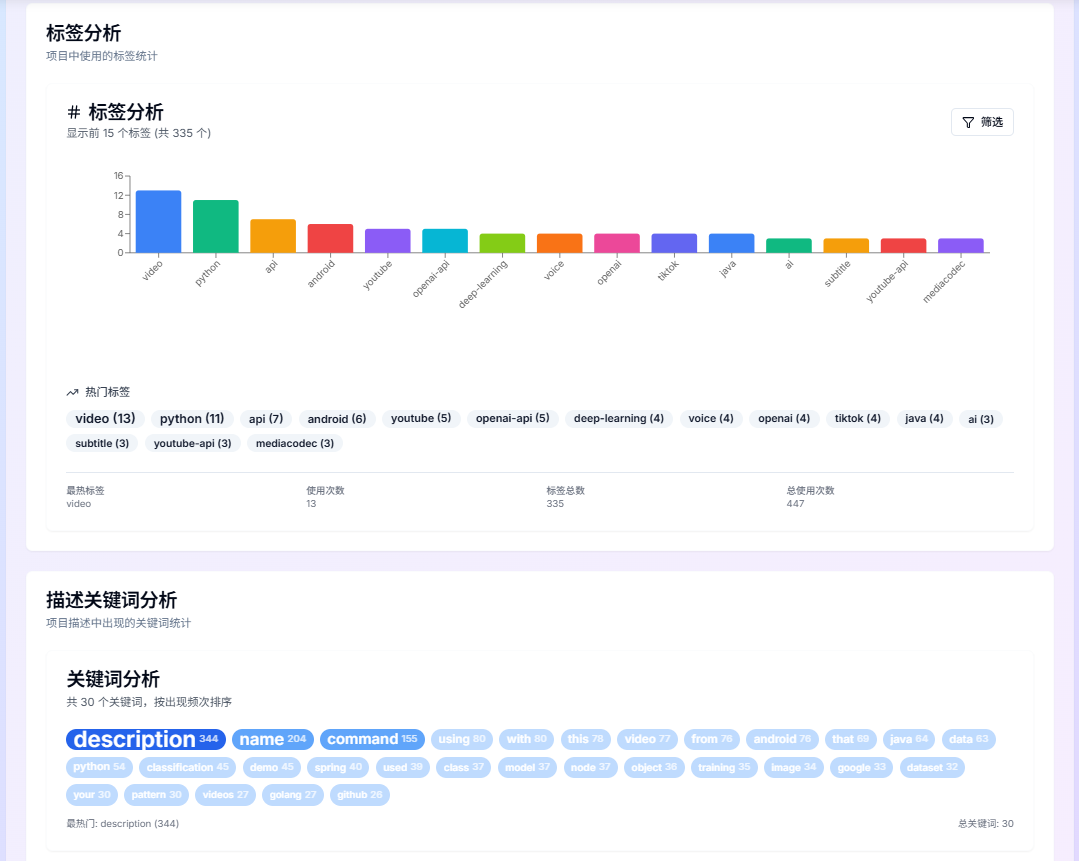 标签分析
项目中使用的标签统计
# 标签分析
显示前 15 个标签 (共 335 个)
筛选
16
12
8
4
0
video
python
api
android
youtube
openai-api
deep-learning
voice
openai
tiktok
java
ai
subtitle
youtube-api
mediacodec
热门标签
video (13) python (11) api (7) android (6) youtube (5) openai-api (5) deep-learning (4) voice (4) openai (4) tiktok (4) java (4) ai (3)
subtitle (3) youtube-api (3) mediacodec (3)
最热标签 使用次数 标签总数 总使用次数
video 13 335 447
描述关键词分析
项目描述中出现的关键词统计
关键词分析
共 30 个关键词，按出现频次排序
description 344 name 204 command 155 using 80 with 80 this 78 video 77 from 76 android 76 that 69 java 64 data 63
python 54 classification 45 demo 45 spring 40 used 39 class 37 model 37 node 37 object 36 training 35 image 34 google 33 dataset 32
your 30 pattern 30 videos 27 golang 27 github 26
最热门: description (344) 总关键词: 30